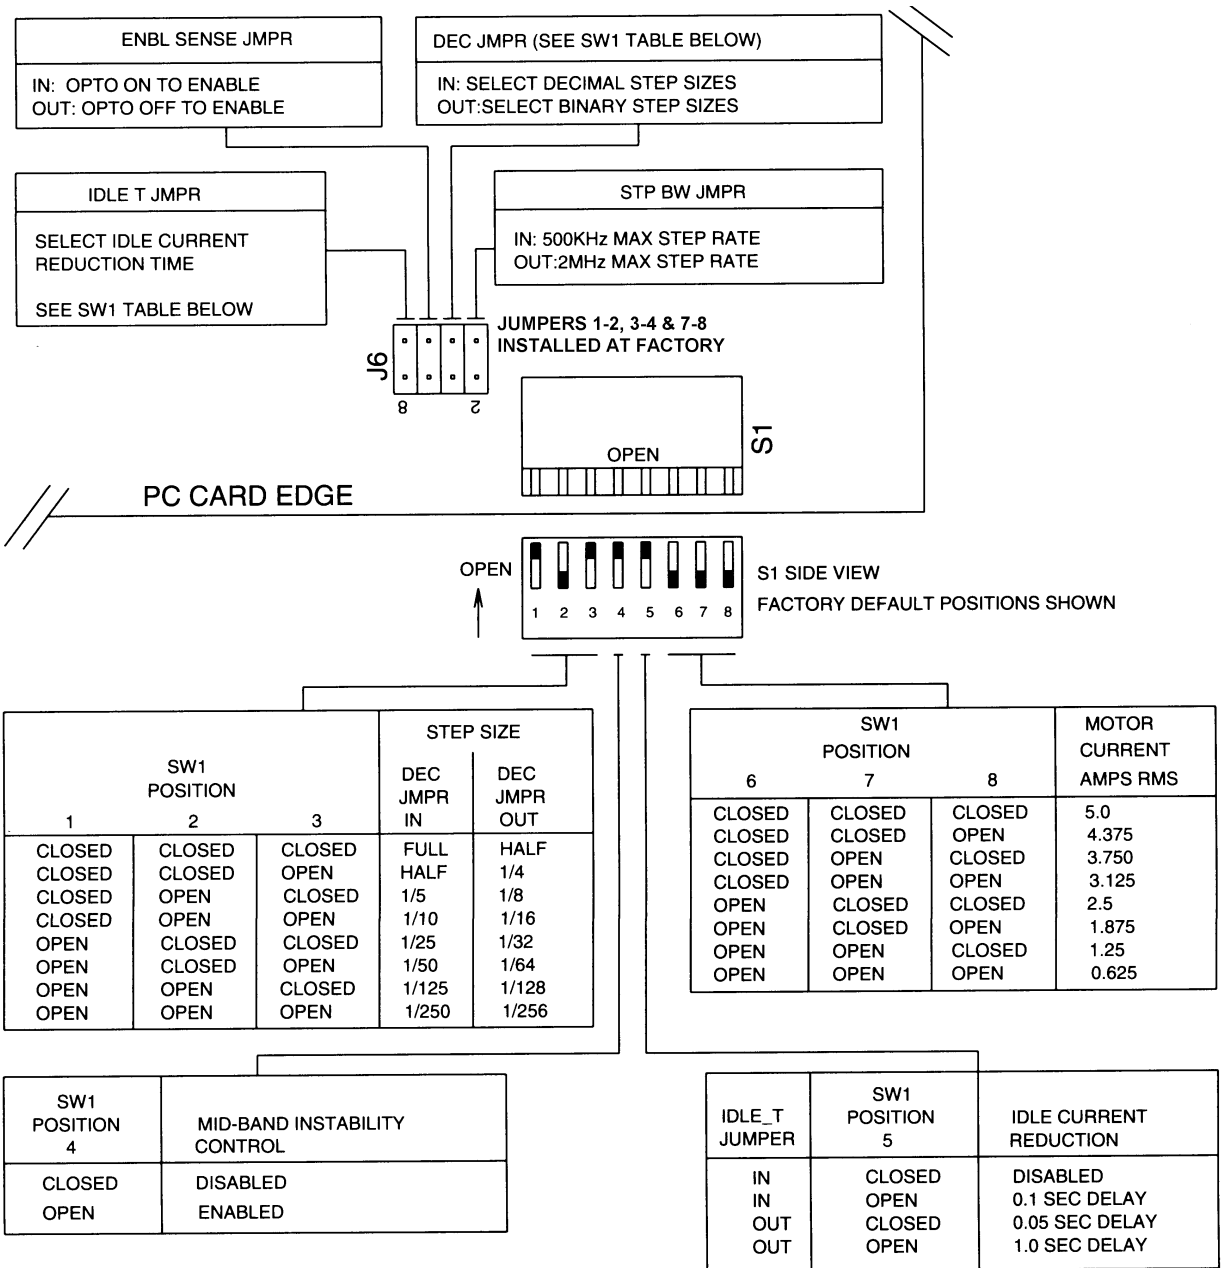 ENBL SENSE JMPR
IN: OPTO ON TO ENABLE
OUT: OPTO OFF TO ENABLE
DEC JMPR (SEE SW1 TABLE BELOW)
IN: SELECT DECIMAL STEP SIZES
OUT:SELECT BINARY STEP SIZES
IDLE T JMPR
SELECT IDLE CURRENT
REDUCTION TIME
SEE SW1 TABLE BELOW
STP BW JMPR
IN: 500KHz MAX STEP RATE
OUT:2MHz MAX STEP RATE
JUMPERS 1-2, 3-4 & 7-8
INSTALLED AT FACTORY
J6
8 2
OPEN
S1
PC CARD EDGE
OPEN
1 2 3 4 5 6 7 8
S1 SIDE VIEW
FACTORY DEFAULT POSITIONS SHOWN
SW1
POSITION
1 2 3
STEP SIZE
DEC
JMPR
IN
DEC
JMPR
OUT
CLOSED CLOSED CLOSED FULL HALF
CLOSED CLOSED OPEN HALF 1/4
CLOSED OPEN CLOSED 1/5 1/8
CLOSED OPEN OPEN 1/10 1/16
OPEN CLOSED CLOSED 1/25 1/32
OPEN CLOSED OPEN 1/50 1/64
OPEN OPEN CLOSED 1/125 1/128
OPEN OPEN OPEN 1/250 1/256
SW1
POSITION
6 7 8
MOTOR
CURRENT
AMPS RMS
CLOSED CLOSED CLOSED 5.0
CLOSED CLOSED OPEN 4.375
CLOSED OPEN CLOSED 3.750
CLOSED OPEN OPEN 3.125
OPEN CLOSED CLOSED 2.5
OPEN CLOSED OPEN 1.875
OPEN OPEN CLOSED 1.25
OPEN OPEN OPEN 0.625
SW1
POSITION
4
MID-BAND INSTABILITY
CONTROL
CLOSED DISABLED
OPEN ENABLED
IDLE_T
JUMPER
SW1
POSITION
5
IDLE CURRENT
REDUCTION
IN CLOSED DISABLED
IN OPEN 0.1 SEC DELAY
OUT CLOSED 0.05 SEC DELAY
OUT OPEN 1.0 SEC DELAY